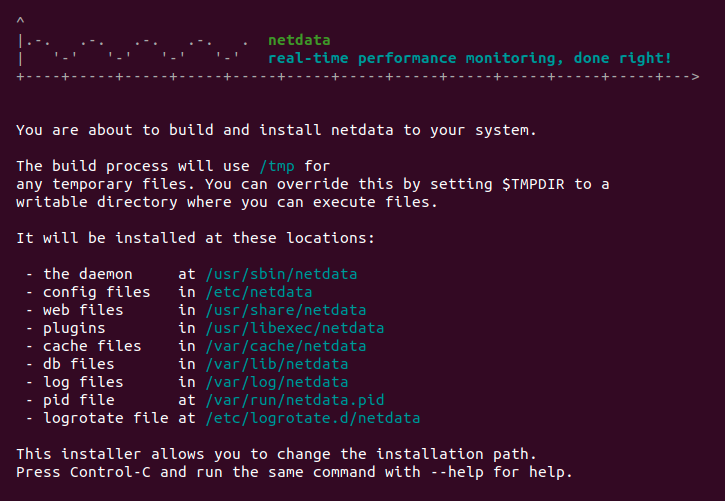 ^
|.-.   .-.   .-.   .-.   .  netdata
|   '-'   '-'   '-'   '-'   real-time performance monitoring, done right!
+----+-----+-----+-----+-----+-----+-----+-----+-----+-----+-----+-----+--->
You are about to build and install netdata to your system.
The build process will use /tmp for
any temporary files. You can override this by setting $TMPDIR to a
writable directory where you can execute files.
It will be installed at these locations:
 - the daemon     at /usr/sbin/netdata
 - config files   in /etc/netdata
 - web files      in /usr/share/netdata
 - plugins        in /usr/libexec/netdata
 - cache files    in /var/cache/netdata
 - db files       in /var/lib/netdata
 - log files      in /var/log/netdata
 - pid file       at /var/run/netdata.pid
 - logrotate file at /etc/logrotate.d/netdata
This installer allows you to change the installation path.
Press Control-C and run the same command with --help for help.